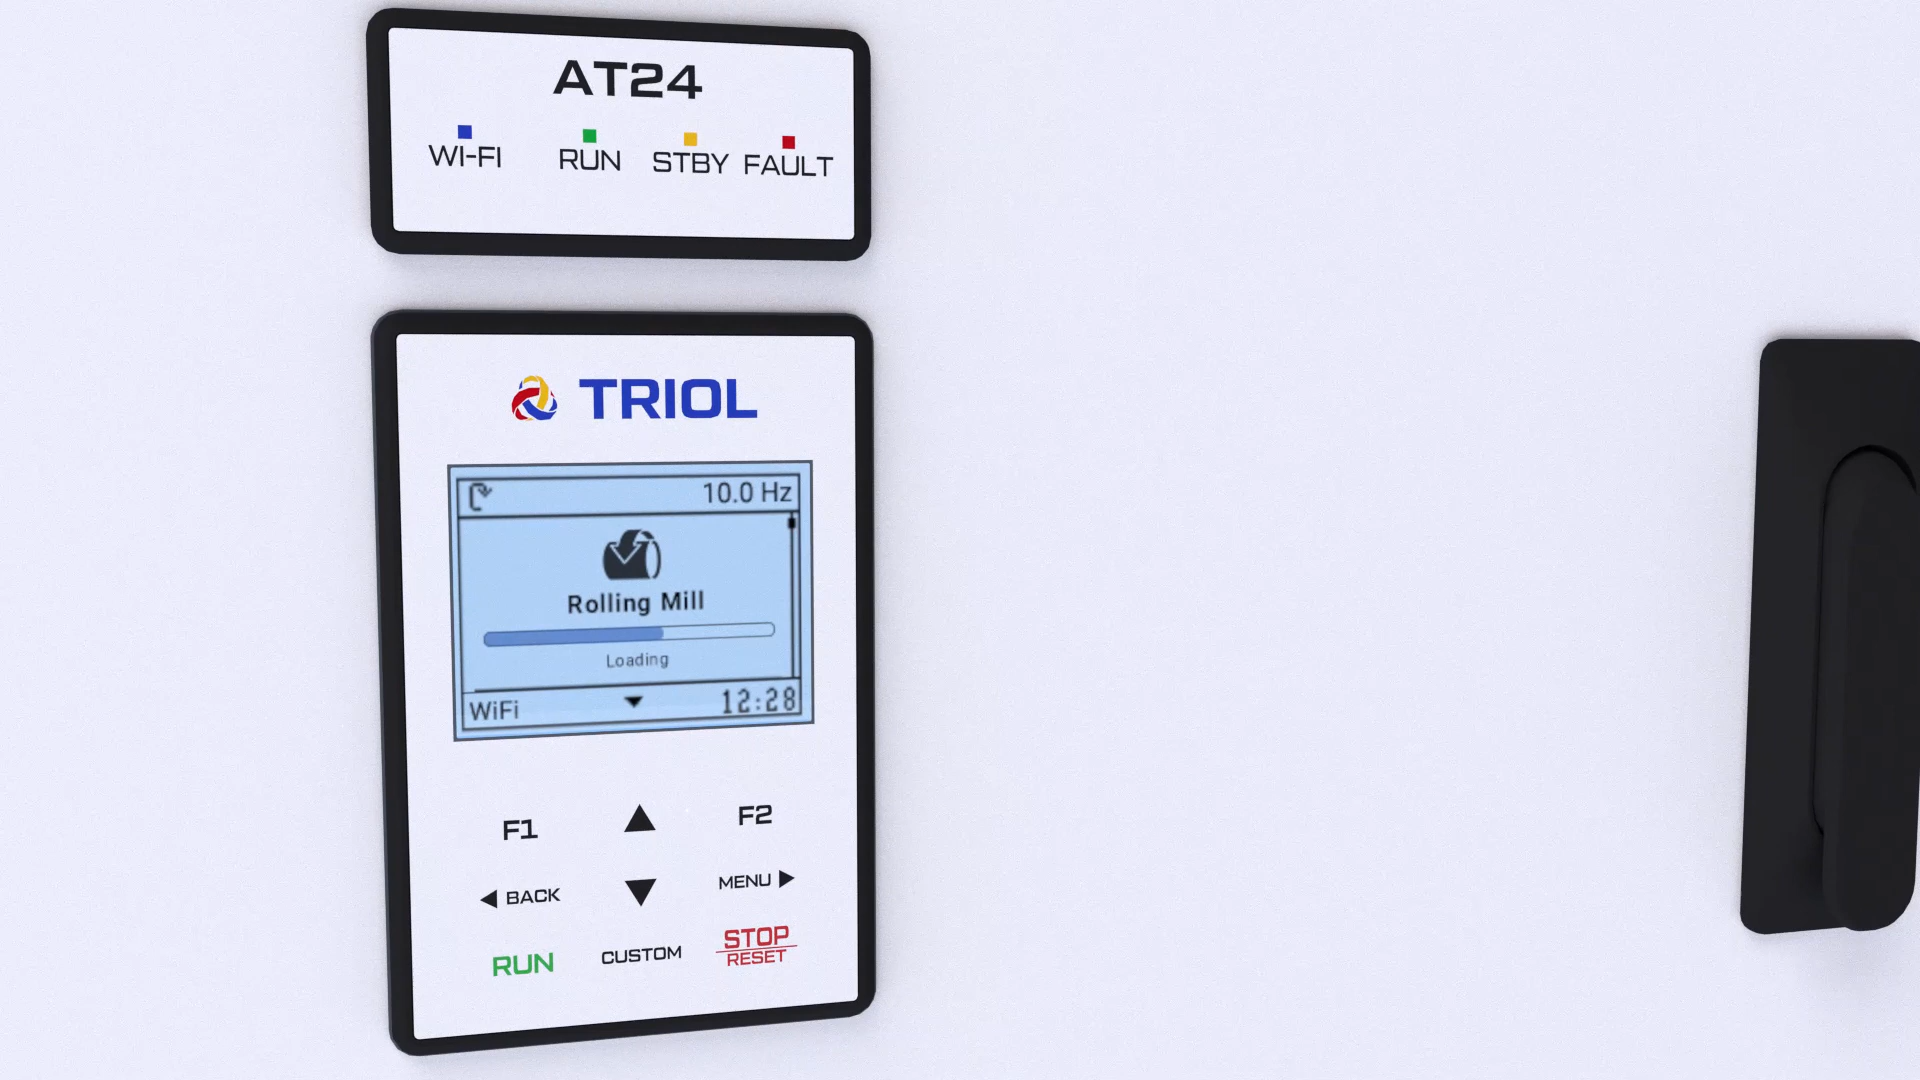 AT24
WI-FI RUN STBY FAULT
TRIOL
10.0 Hz
Rolling Mill
Loading
WiFi 12:28
F1 F2
BACK MENU
RUN CUSTOM STOP
RESET